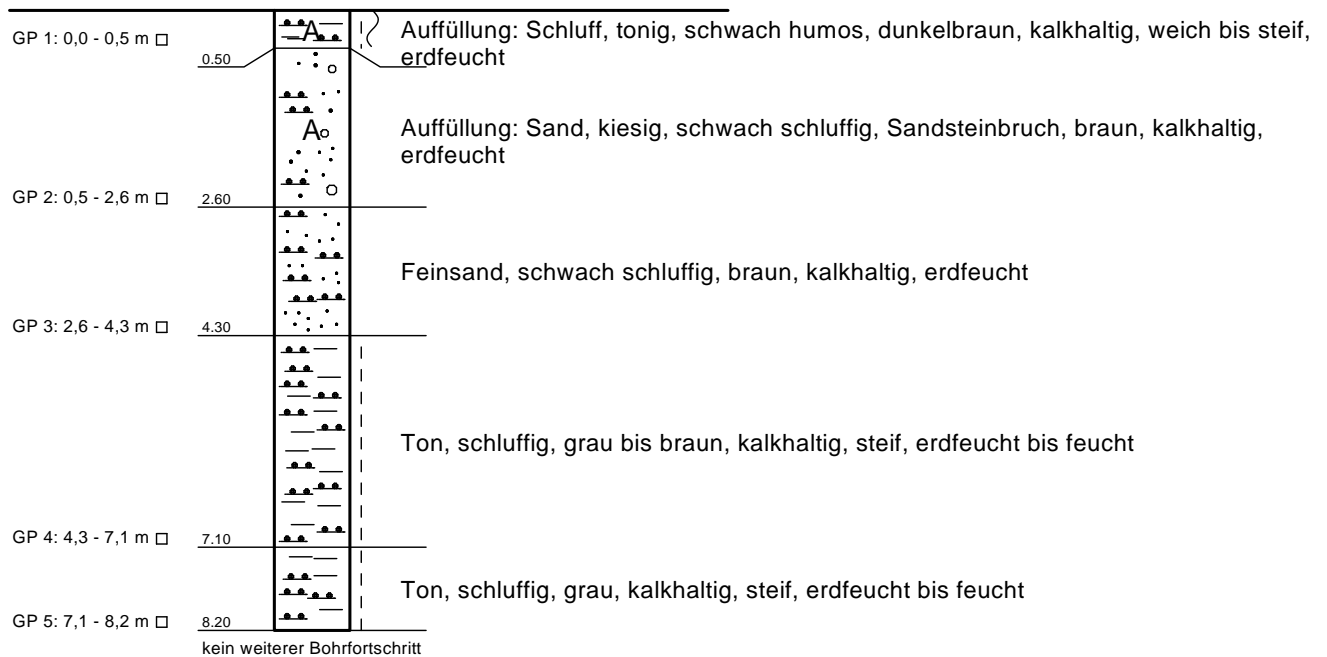 GP 1: 0,0 - 0,5 m
0.50
A
Auffüllung: Schluff, tonig, schwach humos, dunkelbraun, kalkhaltig, weich bis steif,
erdfeucht
GP 2: 0,5 - 2,6 m
2.60
A
Auffüllung: Sand, kiesig, schwach schluffig, Sandsteinbruch, braun, kalkhaltig,
erdfeucht
GP 3: 2,6 - 4,3 m
4.30
Feinsand, schwach schluffig, braun, kalkhaltig, erdfeucht
GP 4: 4,3 - 7,1 m
7.10
Ton, schluffig, grau bis braun, kalkhaltig, steif, erdfeucht bis feucht
GP 5: 7,1 - 8,2 m
8.20
Ton, schluffig, grau, kalkhaltig, steif, erdfeucht bis feucht
kein weiterer Bohrfortschritt